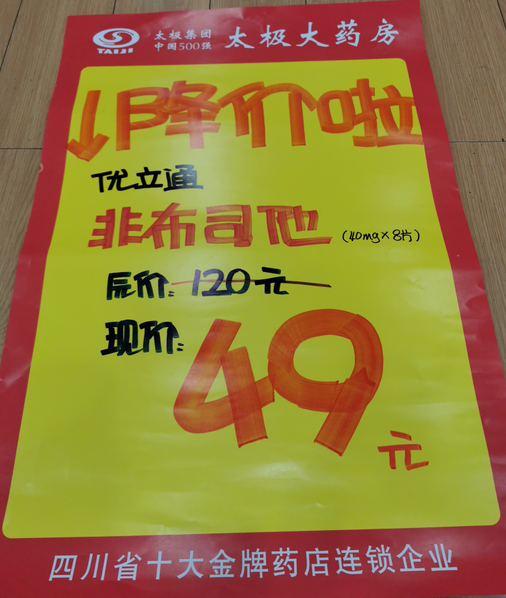 TAIJI
太极集团
中国500强
太极大药房
降价啦
优立通
非布司他 (40mg×8片)
原价:120元
现价:
49元
四川省十大金牌药店连锁企业